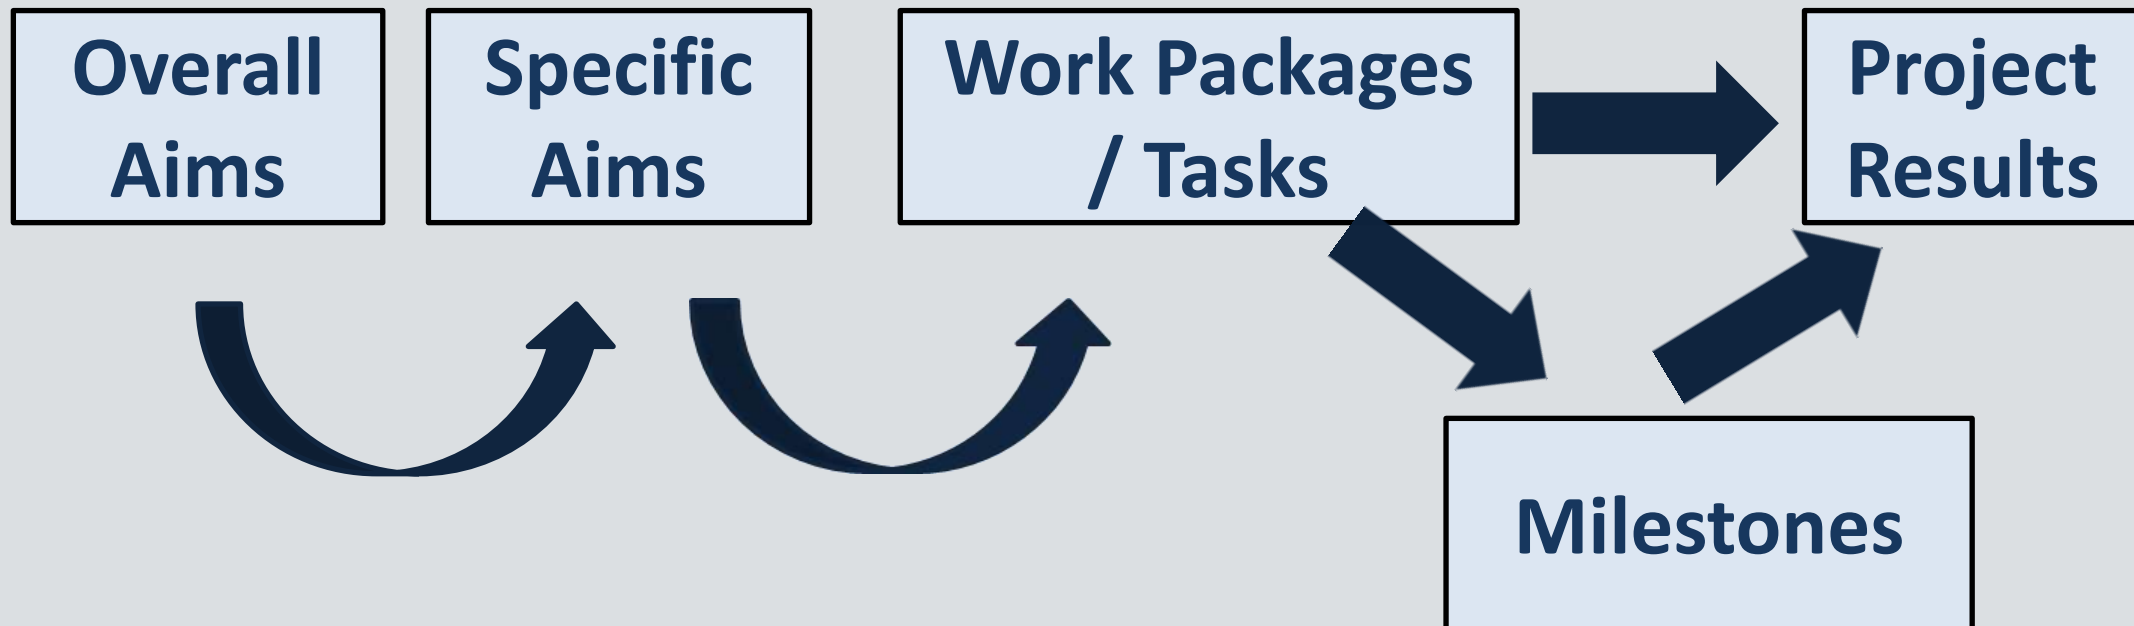 Overall
Aims
Specific
Aims
Work Packages
/ Tasks
Project
Results
Milestones